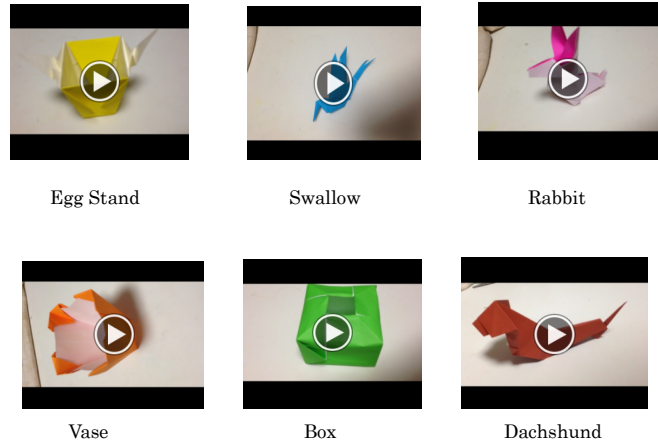 Egg Stand
Swallow
Rabbit
Vase
Box
Dachshund